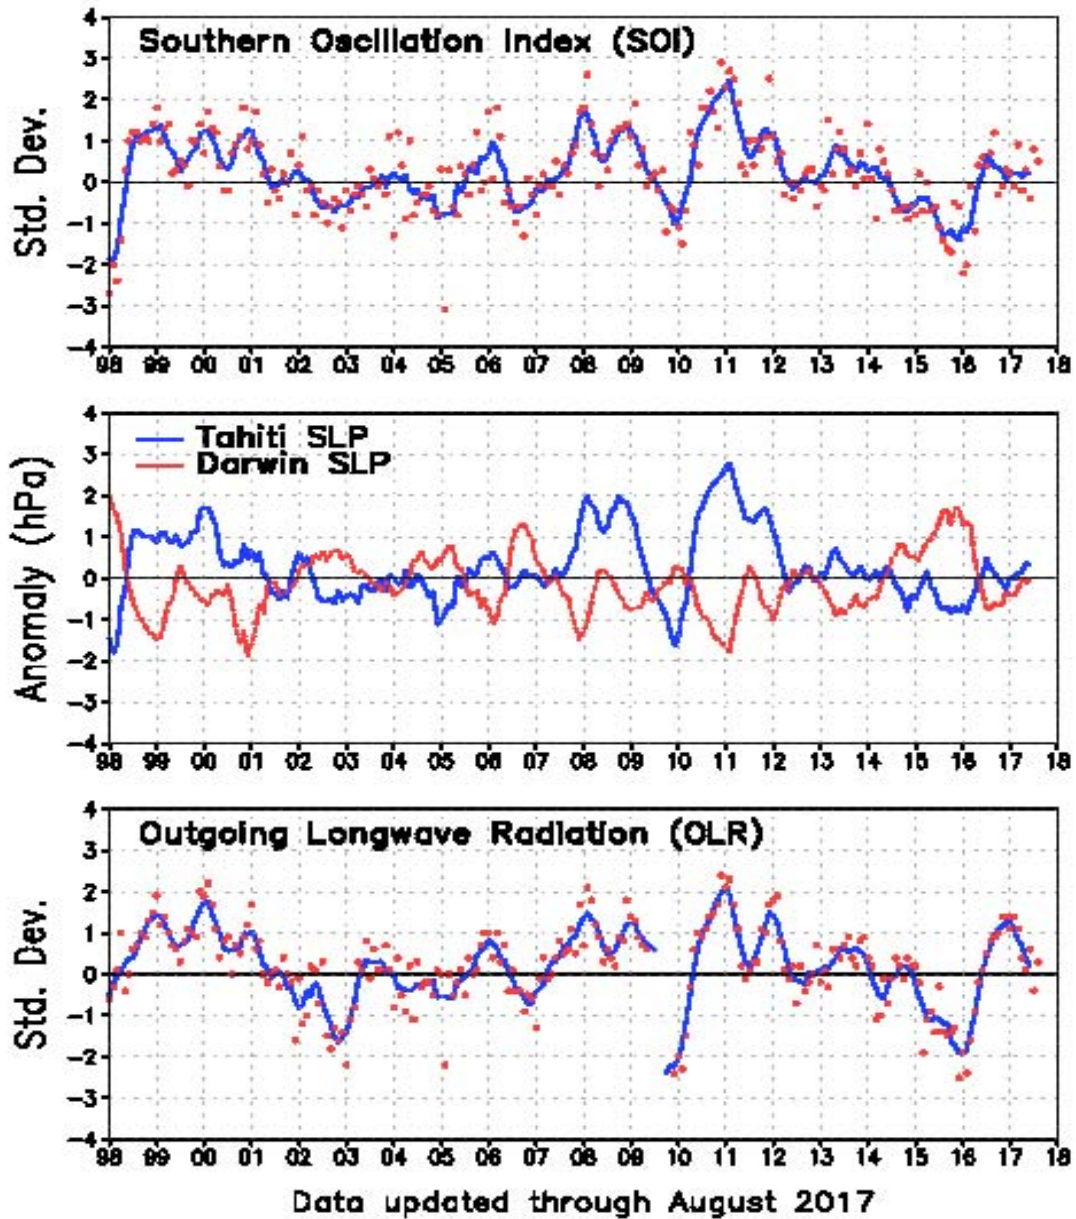 Southern Oscillation Index (SOI)
Std. Dev.
4
3
2
1
0
-1
-2
-3
-4
98 99 00 01 02 03 04 05 06 07 08 09 10 11 12 13 14 15 16 17 18
Tahiti SLP
Darwin SLP
Anomaly (hPa)
4
3
2
1
0
-1
-2
-3
-4
98 99 00 01 02 03 04 05 06 07 08 09 10 11 12 13 14 15 16 17 18
Outgoing Longwave Radiation (OLR)
Std. Dev.
4
3
2
1
0
-1
-2
-3
-4
98 99 00 01 02 03 04 05 06 07 08 09 10 11 12 13 14 15 16 17 18
Data updated through August 2017